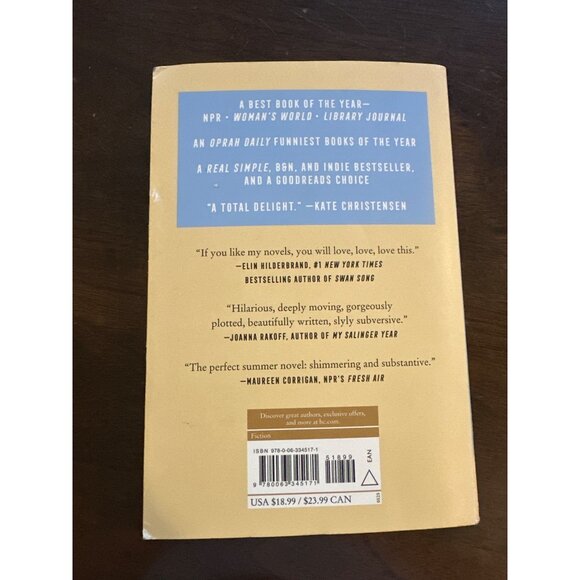 A BEST BOOK OF THE YEAR—
NPR • WOMAN'S WORLD • LIBRARY JOURNAL
AN OPRAH DAILY FUNNIEST BOOKS OF THE YEAR
A REAL SIMPLE, B&N, AND INDIE BESTSELLER,
AND A GOODREADS CHOICE
"A TOTAL DELIGHT." —KATE CHRISTENSEN
"If you like my novels, you will love, love, love this."
—ELIN HILDERBRAND, #1 NEW YORK TIMES
BESTSELLING AUTHOR OF SWAN SONG
"Hilarious, deeply moving, gorgeously
plotted, beautifully written, slyly subversive."
—JOANNA RAKOFF, AUTHOR OF MY SALINGER YEAR
"The perfect summer novel: shimmering and substantive."
—MAUREEN CORRIGAN, NPR'S FRESH AIR
Discover great authors, exclusive offers,
and more at hc.com.
Fiction
ISBN 978-0-06-334517-1
51899
9 780063 345171
EAN
USA $18.99 / $23.99 CAN